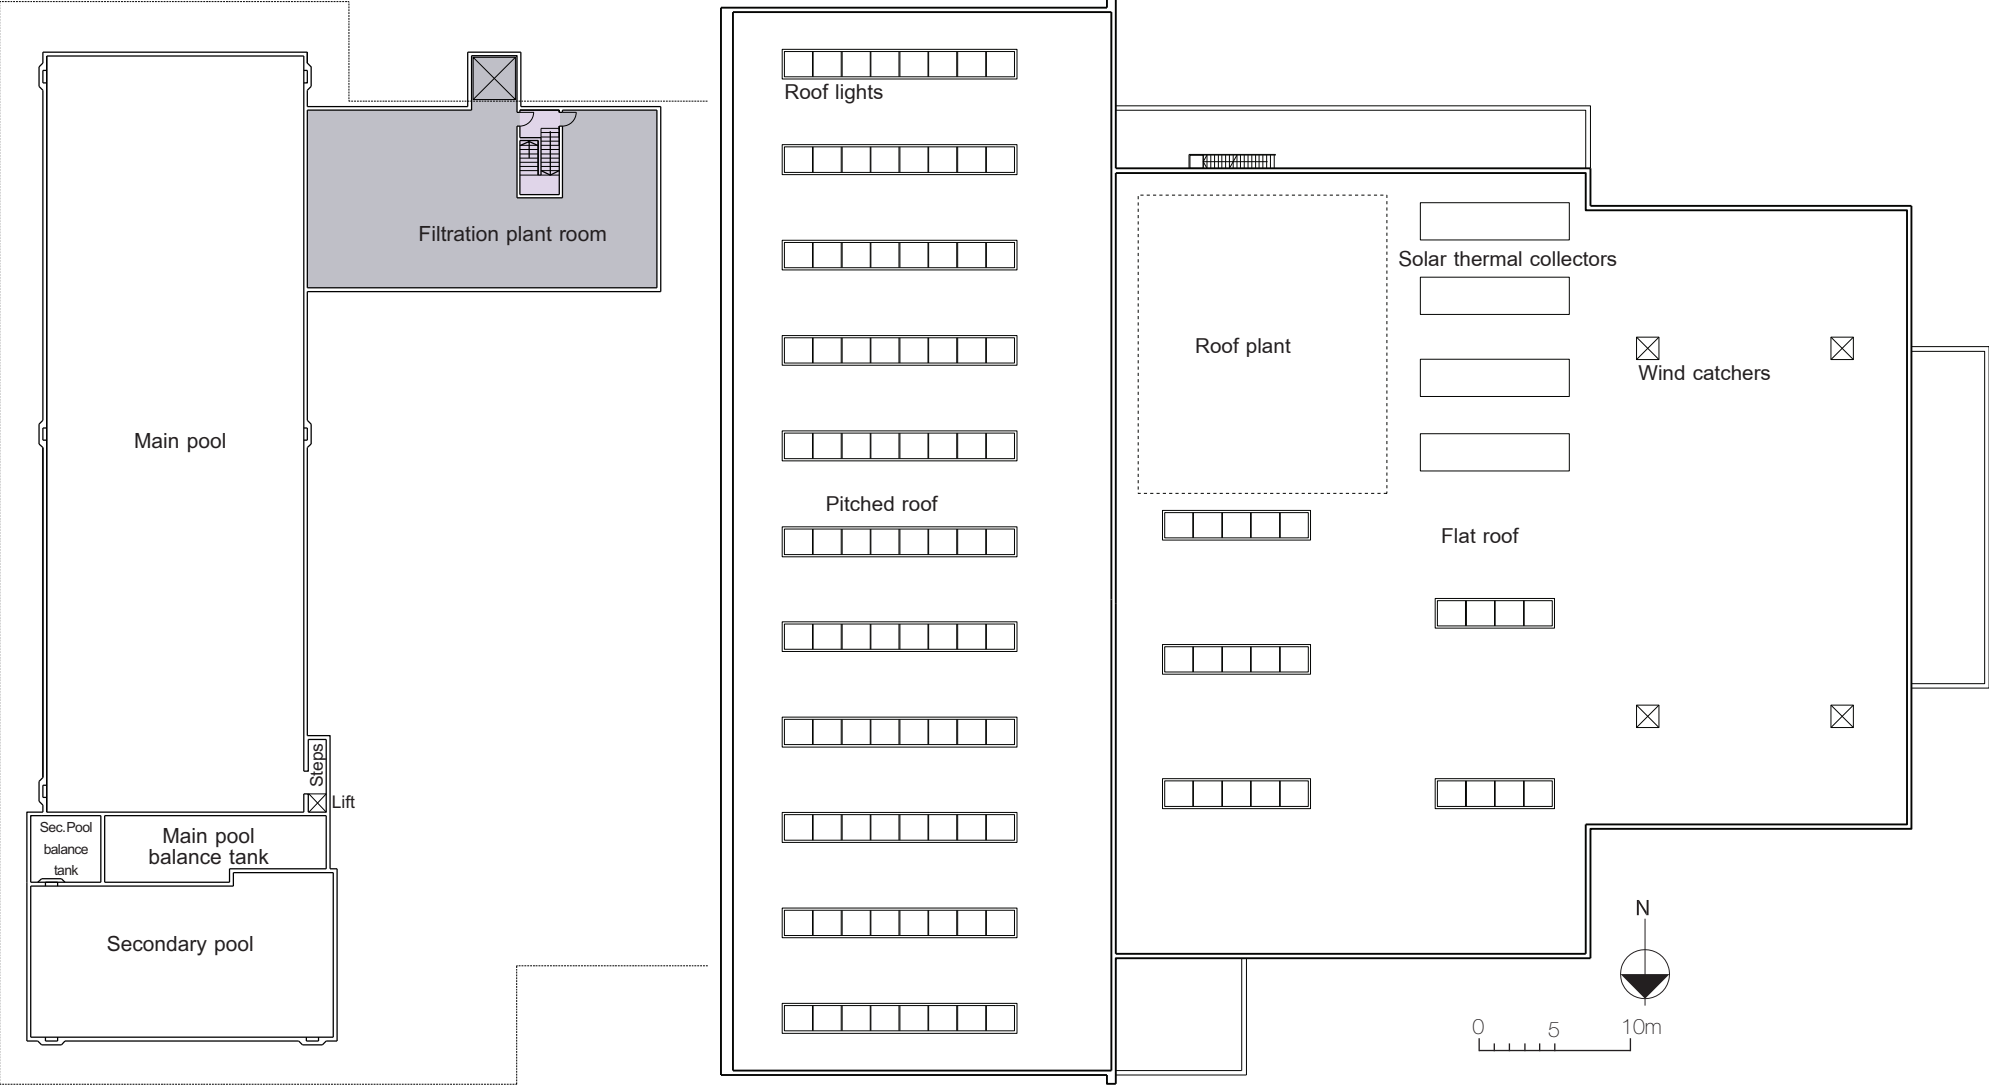 Roof lights
Filtration plant room
Solar thermal collectors
Roof plant
Wind catchers
Main pool
Pitched roof
Flat roof
Steps
Lift
Sec.Pool
balance
tank
Main pool
balance tank
Secondary pool
N
0 5 10m